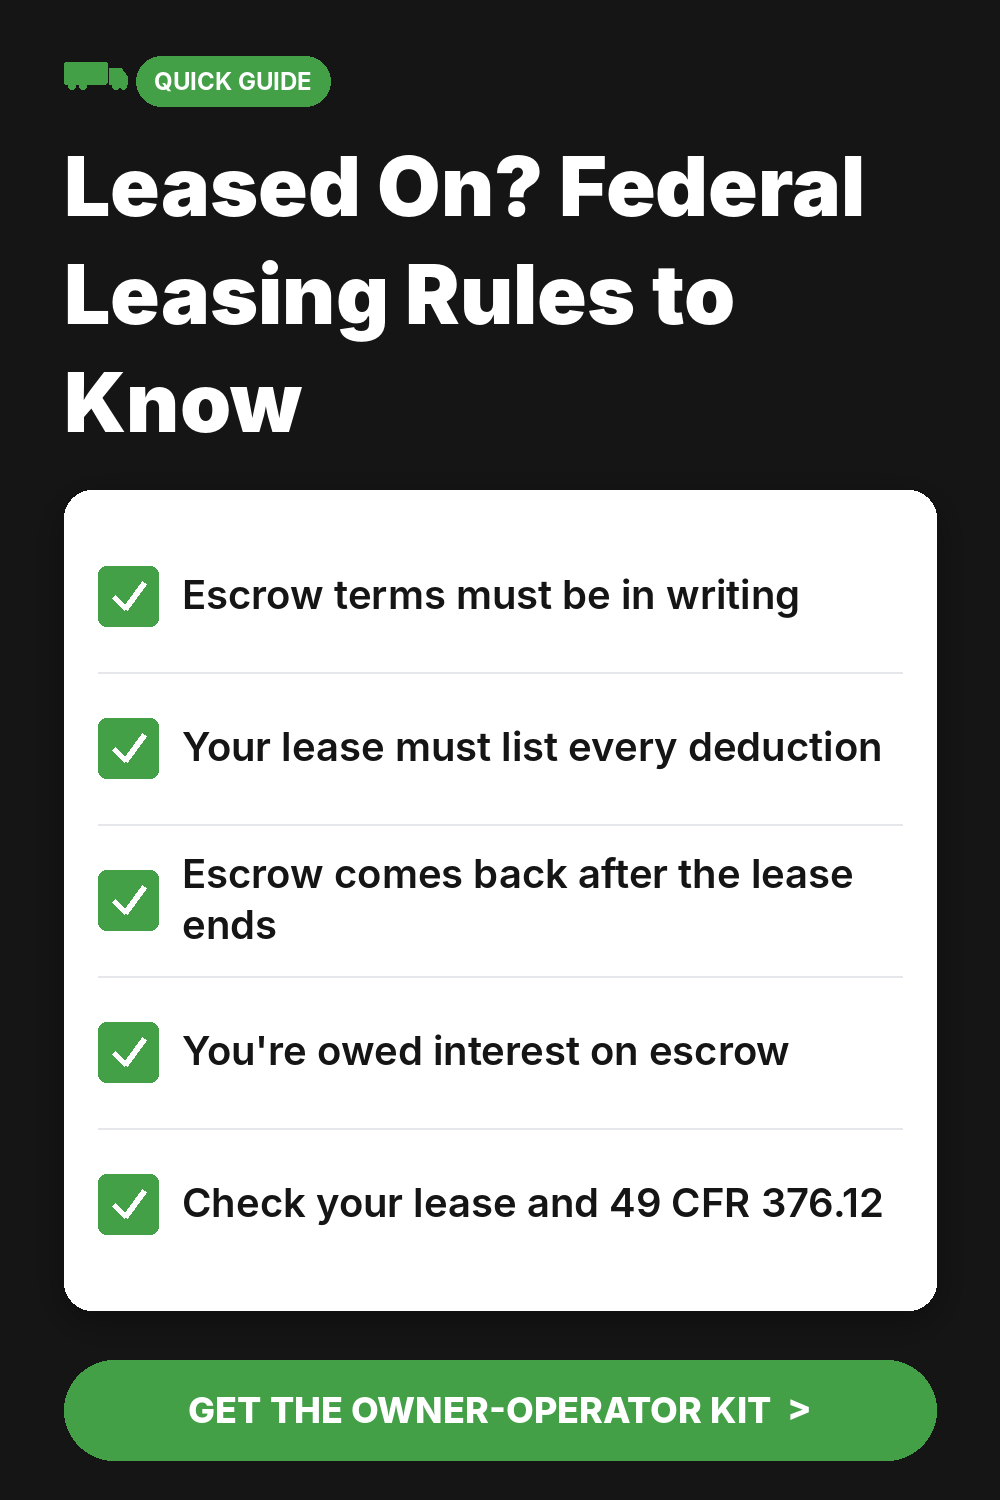 QUICK GUIDE
Leased On? Federal
Leasing Rules to
Know
Escrow terms must be in writing
Your lease must list every deduction
Escrow comes back after the lease
ends
You're owed interest on escrow
Check your lease and 49 CFR 376.12
GET THE OWNER-OPERATOR KIT >